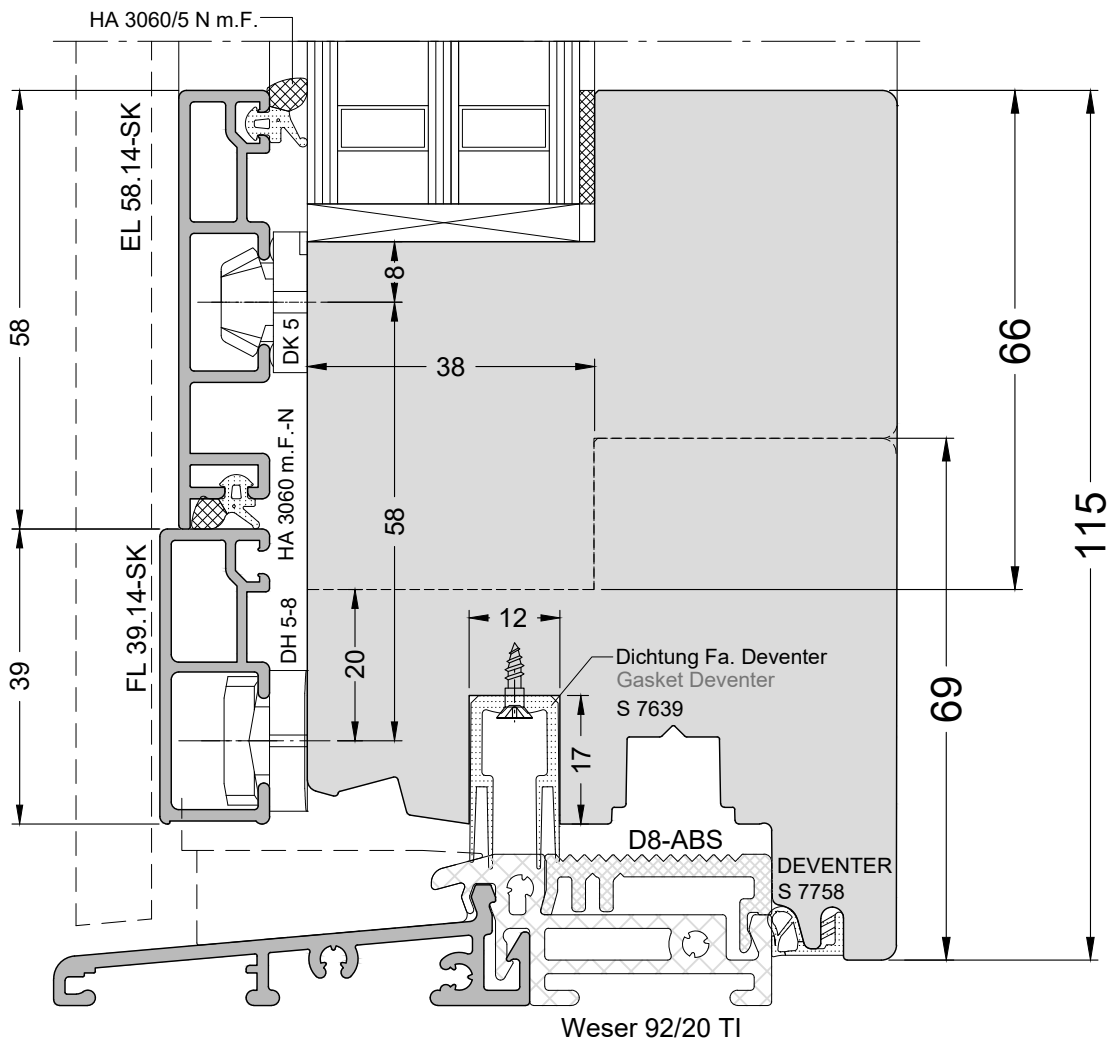 HA 3060/5 N m.F.
EL 58.14-SK
58
8
DK 5
38
66
HA 3060 m.F.-N
58
115
39
FL 39.14-SK
DH 5-8
20
12
Dichtung Fa. Deventer
Gasket Deventer
S 7639
17
69
D8-ABS
DEVENTER
S 7758
Weser 92/20 TI